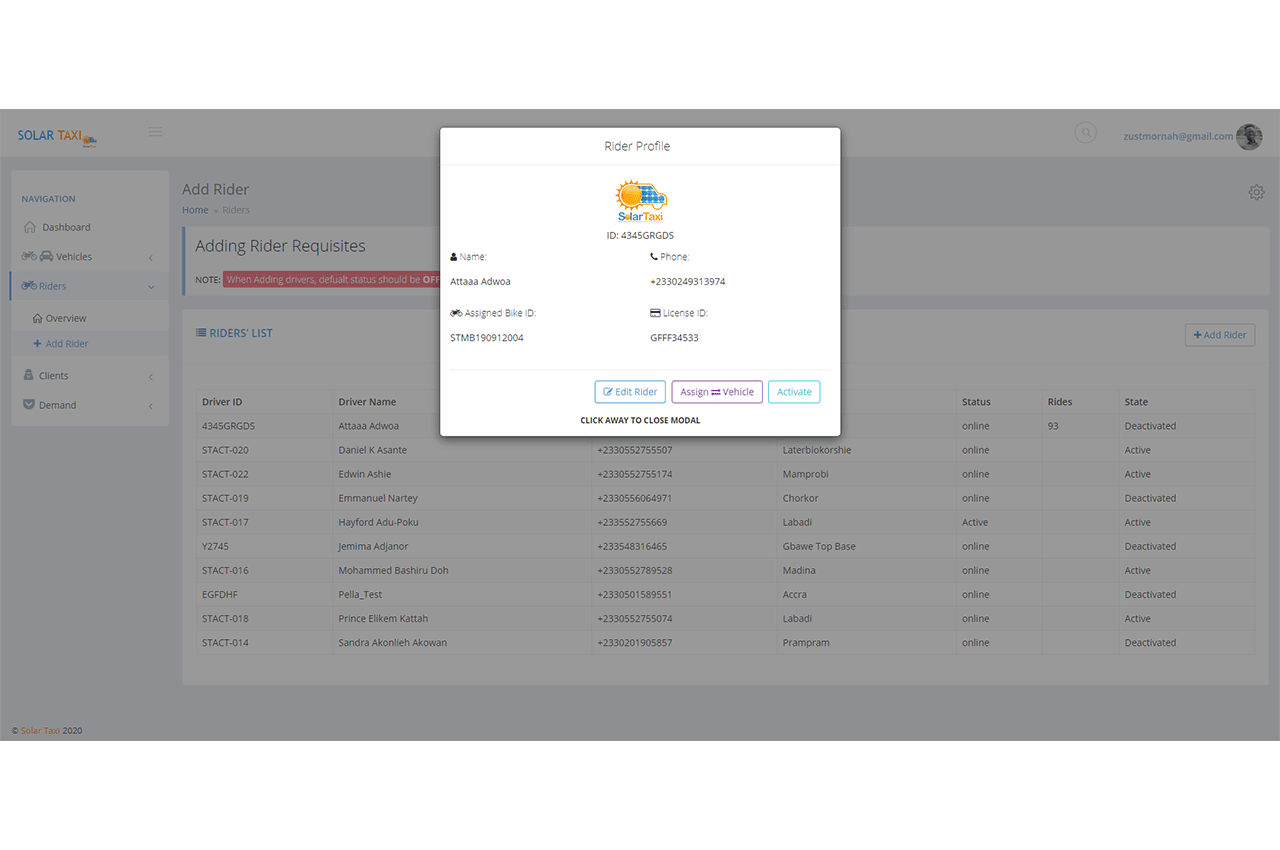 SOLAR TAXI
zustmornah@gmail.com
NAVIGATION
Dashboard
Vehicles
Riders
Overview
Add Rider
Clients
Demand
Add Rider
Home » Riders
Adding Rider Requisites
NOTE: When Adding drivers, defualt status should be OFF
RIDERS' LIST
Add Rider
Rider Profile
SolarTaxi
ID: 4345GRGDS
Name: Phone:
Attaaa Adwoa +2330249313974
Assigned Bike ID: License ID:
STMB190912004 GFFF34533
Edit Rider Assign Vehicle Activate
CLICK AWAY TO CLOSE MODAL
Driver ID Driver Name Status Rides State
4345GRGDS Attaaa Adwoa online 93 Deactivated
STACT-020 Daniel K Asante +2330552755507 Laterbiokorshie online Active
STACT-022 Edwin Ashie +2330552755174 Mamprobi online Active
STACT-019 Emmanuel Nartey +2330556064971 Chorkor online Deactivated
STACT-017 Hayford Adu-Poku +233552755669 Labadi Active Active
Y2745 Jemima Adjanor +233548316465 Gbawe Top Base online Deactivated
STACT-016 Mohammed Bashiru Doh +2330552789528 Madina online Active
EGFDHF Pella_Test +2330501589551 Accra online Deactivated
STACT-018 Prince Elikem Kattah +2330552755074 Labadi online Active
STACT-014 Sandra Akonlieh Akowan +2330201905857 Prampram online Deactivated
© Solar Taxi 2020